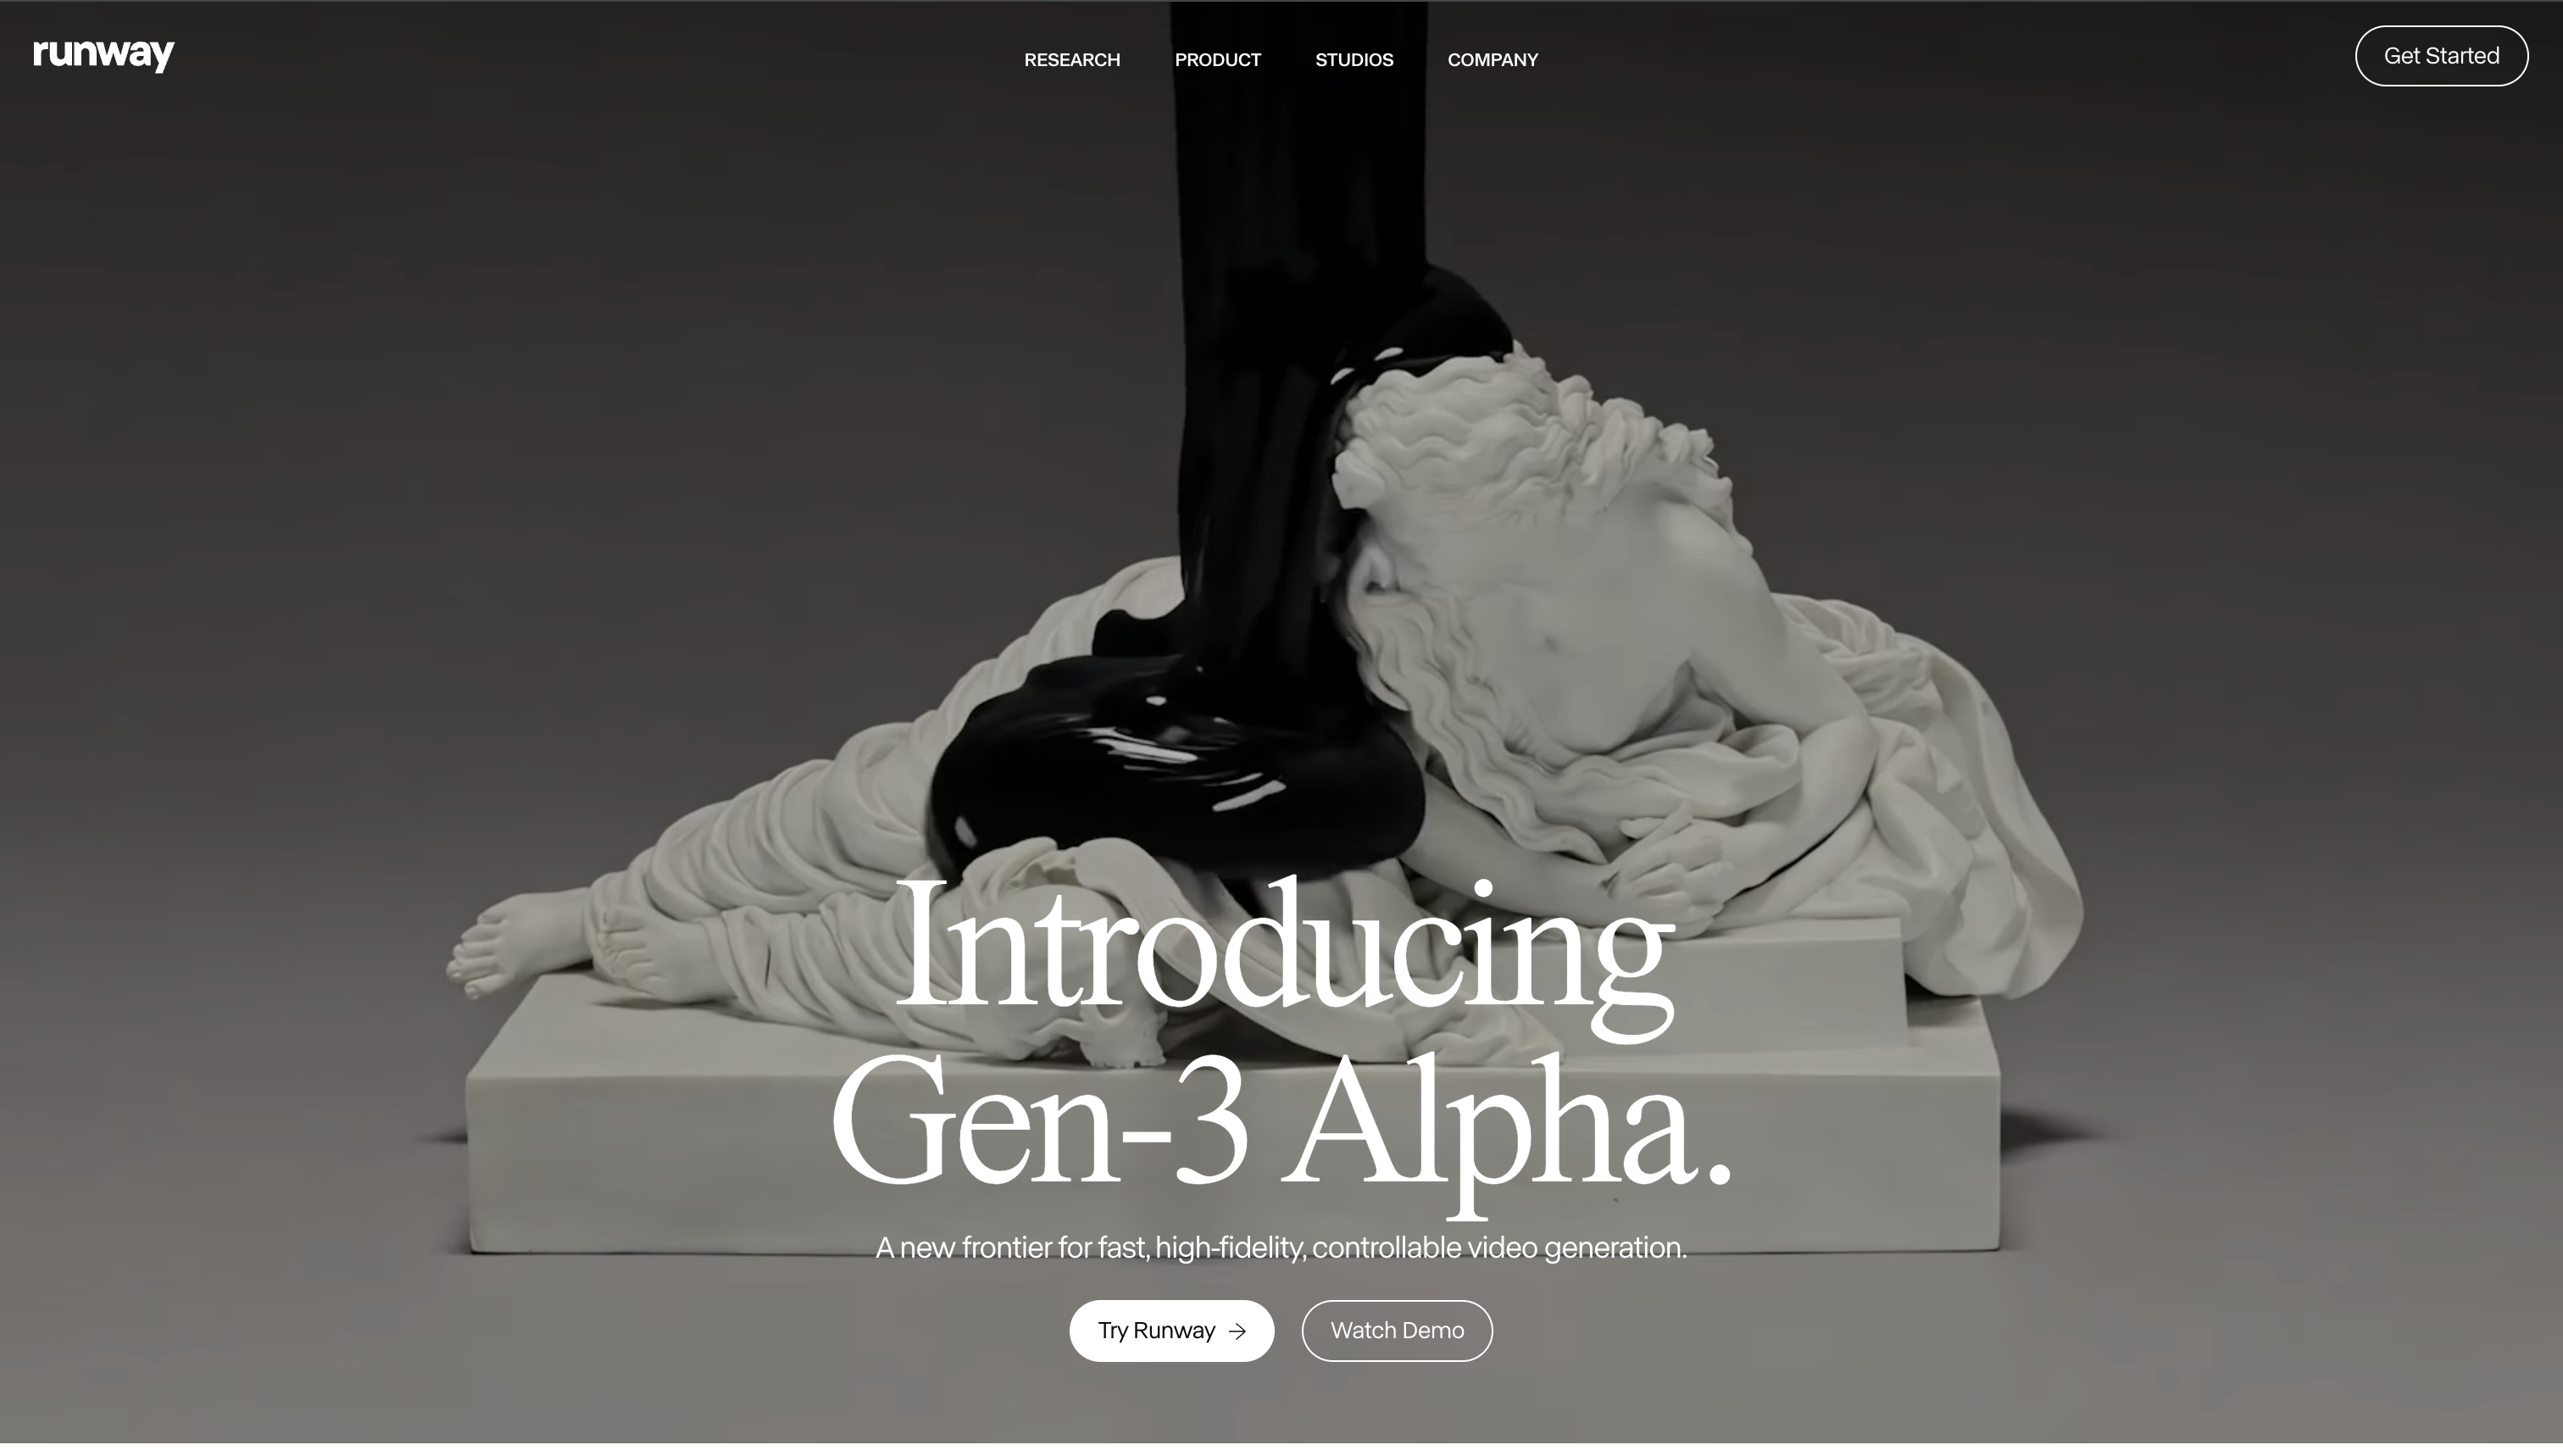 runway
RESEARCH
PRODUCT
STUDIOS
COMPANY
Get Started
Introducing
Gen-3 Alpha.
A new frontier for fast, high-fidelity, controllable video generation.
Try Runway →
Watch Demo